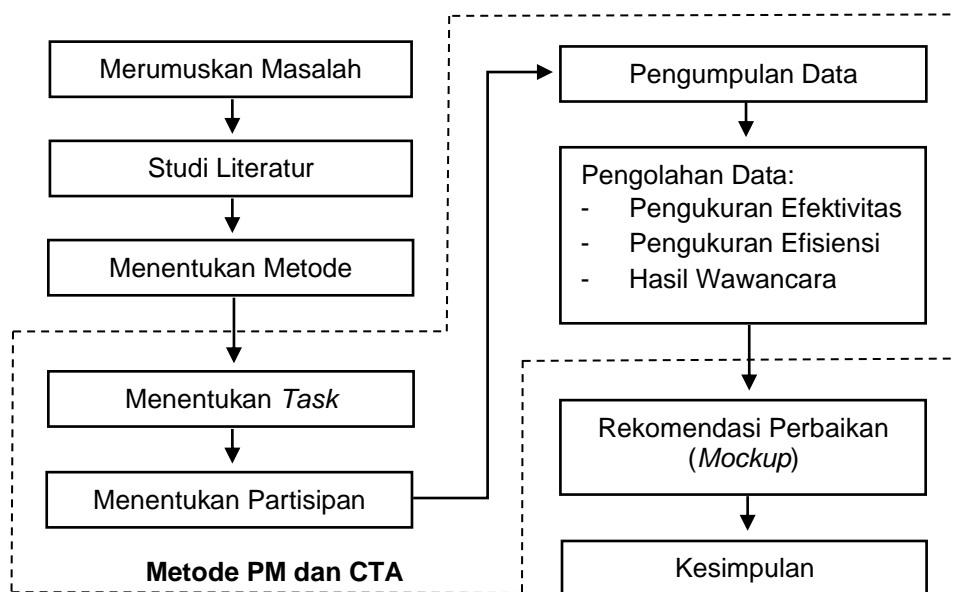 Merumuskan Masalah
Studi Literatur
Menentukan Metode
Menentukan Task
Menentukan Partisipan
Metode PM dan CTA
Pengumpulan Data
Pengolahan Data:
- Pengukuran Efektivitas
- Pengukuran Efisiensi
- Hasil Wawancara
Rekomendasi Perbaikan
(Mockup)
Kesimpulan